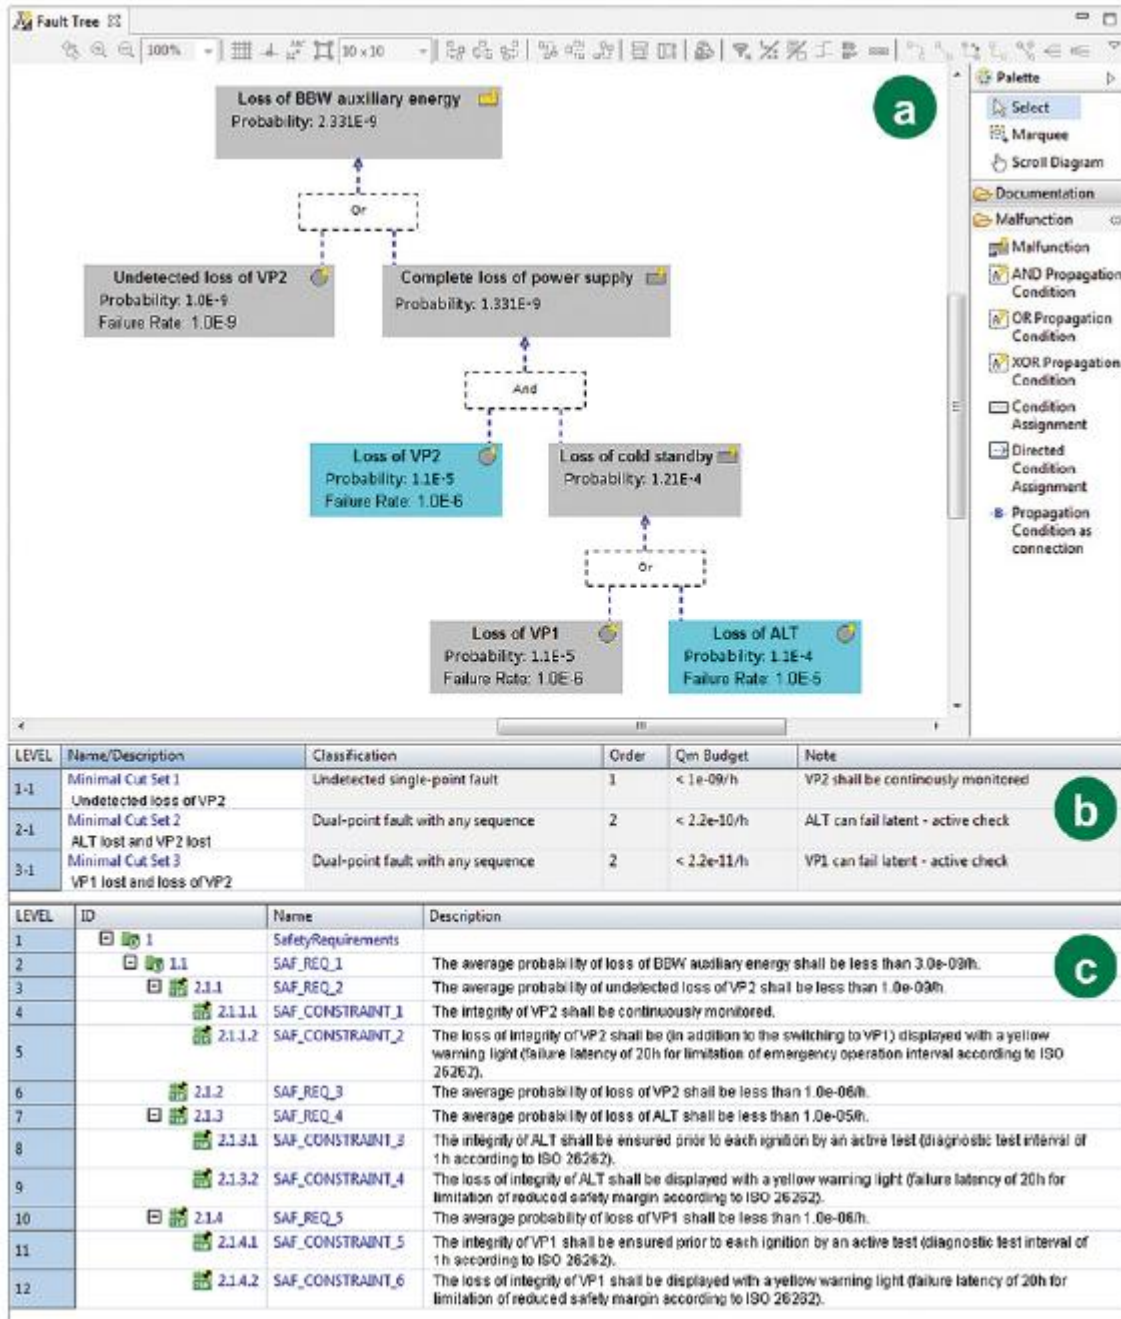 Fault Tree
100%
10 x 10
Palette
Select
Marquee
Scroll Diagram
Documentation
Malfunction
Malfunction
AND Propagation
Condition
OR Propagation
Condition
XOR Propagation
Condition
Condition
Assignment
Directed
Condition
Assignment
Propagation
Condition as
connection
a
Loss of BBW auxiliary energy
Probability: 2.331E-9
Or
Undetected loss of VP2
Probability: 1.0E-9
Failure Rate: 1.0E-9
Complete loss of power supply
Probability: 1.331E-9
And
Loss of VP2
Probability: 1.1E-5
Failure Rate: 1.0E-6
Loss of cold standby
Probability: 1.21E-4
Or
Loss of VP1
Probability: 1.1E-5
Failure Rate: 1.0E-6
Loss of ALT
Probability: 1.1E-4
Failure Rate: 1.0E-5
LEVEL Name/Description Classification Order Qm Budget Note
1-1 Minimal Cut Set 1 Undetected single-point fault 1 < 1e-09/h VP2 shall be continously monitored
Undetected loss of VP2
2-1 Minimal Cut Set 2 Dual-point fault with any sequence 2 < 2.2e-10/h ALT can fail latent - active check
ALT lost and VP2 lost
3-1 Minimal Cut Set 3 Dual-point fault with any sequence 2 < 2.2e-11/h VP1 can fail latent - active check
VP1 lost and loss of VP2
b
LEVEL ID Name Description
1 1 SafetyRequirements
2 1.1 SAF_REQ_1 The average probability of loss of BBW auxiliary energy shall be less than 3.0e-09/h.
3 2.1.1 SAF_REQ_2 The average probability of undetected loss of VP2 shall be less than 1.0e-09/h.
4 2.1.1.1 SAF_CONSTRAINT_1 The integrity of VP2 shall be continuously monitored.
5 2.1.1.2 SAF_CONSTRAINT_2 The loss of integrity of VP2 shall be (in addition to the switching to VP1) displayed with a yellow
warning light (failure latency of 20h for limitation of emergency operation interval according to ISO
26262).
6 2.1.2 SAF_REQ_3 The average probability of loss of VP2 shall be less than 1.0e-06/h.
7 2.1.3 SAF_REQ_4 The average probability of loss of ALT shall be less than 1.0e-05/h.
8 2.1.3.1 SAF_CONSTRAINT_3 The integrity of ALT shall be ensured prior to each ignition by an active test (diagnostic test interval of
1h according to ISO 26262).
9 2.1.3.2 SAF_CONSTRAINT_4 The loss of integrity of ALT shall be displayed with a yellow warning light (failure latency of 20h for
limitation of reduced safety margin according to ISO 26262).
10 2.1.4 SAF_REQ_5 The average probability of loss of VP1 shall be less than 1.0e-06/h.
11 2.1.4.1 SAF_CONSTRAINT_5 The integrity of VP1 shall be ensured prior to each ignition by an active test (diagnostic test interval of
1h according to ISO 26262).
12 2.1.4.2 SAF_CONSTRAINT_6 The loss of integrity of VP1 shall be displayed with a yellow warning light (failure latency of 20h for
limitation of reduced safety margin according to ISO 26262).
c